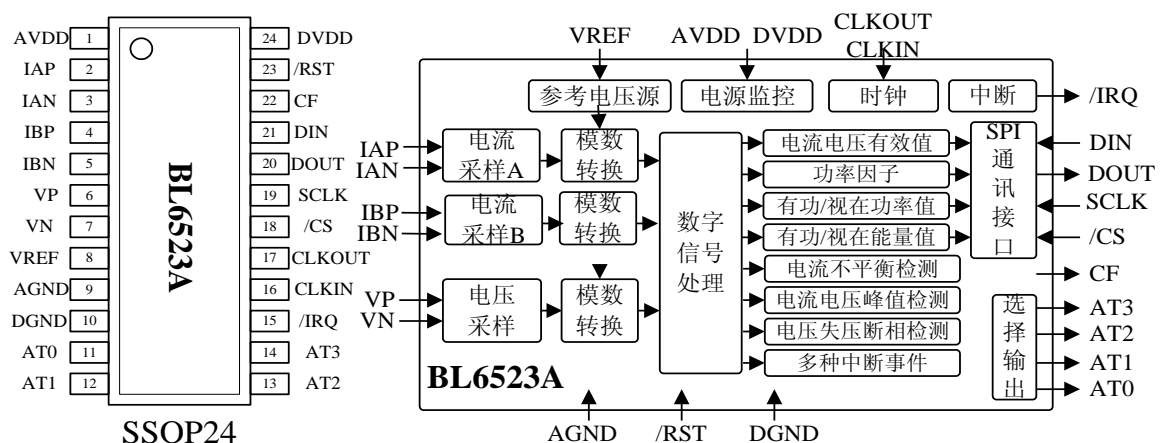 AVDD 1 24 DVDD
IAP 2 23 /RST
IAN 3 22 CF
IBP 4 21 DIN
IBN 5 20 DOUT
VP 6 19 SCLK
VN 7 18 /CS
VREF 8 17 CLKOUT
AGND 9 16 CLKIN
DGND 10 15 /IRQ
AT0 11 14 AT3
AT1 12 13 AT2
BL6523A
SSOP24
VREF
AVDD DVDD
CLKOUT
CLKIN
参考电压源
电源监控
时钟
中断
/IRQ
IAP
IAN
电流
采样A
模数
转换
IBP
IBN
电流
采样B
模数
转换
VP
VN
电压
采样
模数
转换
数字
信号
处理
电流电压有效值
功率因子
有功/视在功率值
有功/视在能量值
电流不平衡检测
电流电压峰值检测
电压失压断相检测
多种中断事件
SPI
通
讯
接
口
DIN
DOUT
SCLK
/CS
CF
选
择
输
出
AT3
AT2
AT1
AT0
BL6523A
AGND
/RST
DGND